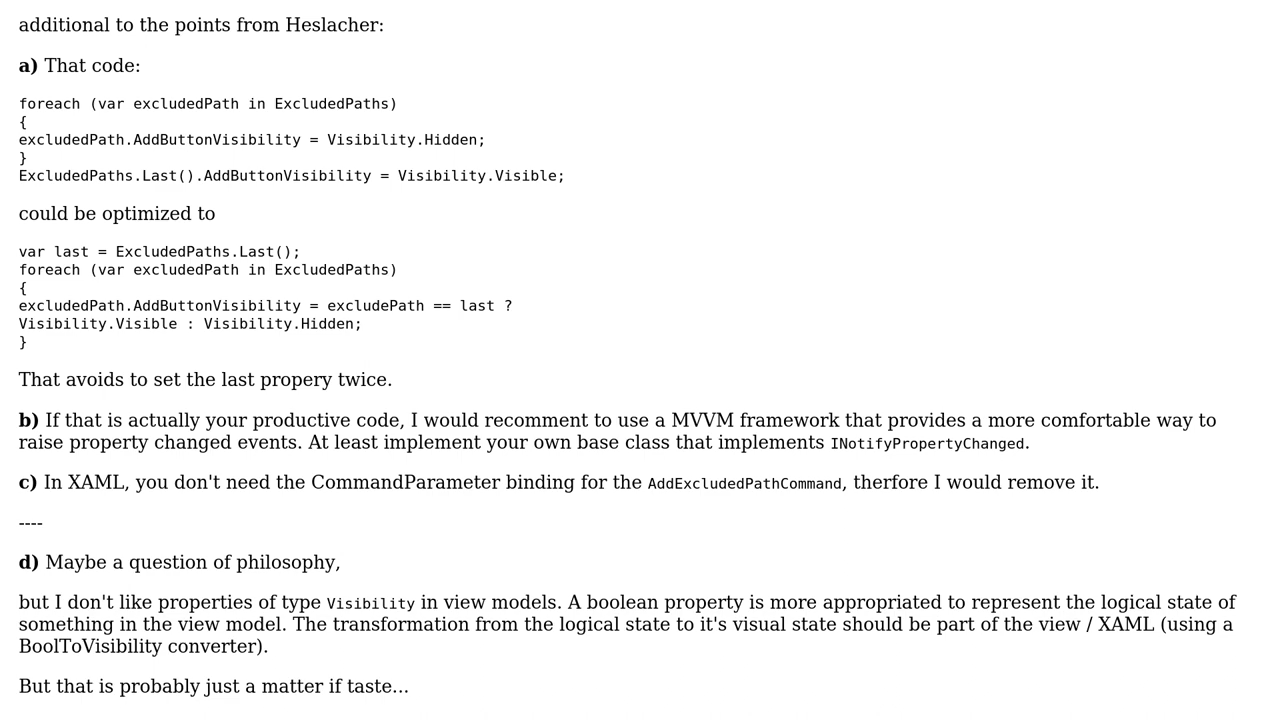 additional to the points from Heslacher:
a) That code:
foreach (var excludedPath in ExcludedPaths)
{
excludedPath.AddButtonVisibility = Visibility.Hidden;
}
ExcludedPaths.Last().AddButtonVisibility = Visibility.Visible;
could be optimized to
var last = ExcludedPaths.Last();
foreach (var excludedPath in ExcludedPaths)
{
excludedPath.AddButtonVisibility = excludePath == last ?
Visibility.Visible : Visibility.Hidden;
}
That avoids to set the last propery twice.
b) If that is actually your productive code, I would recomment to use a MVVM framework that provides a more comfortable way to
raise property changed events. At least implement your own base class that implements INotifyPropertyChanged.
c) In XAML, you don't need the CommandParameter binding for the AddExcludedPathCommand, therfore I would remove it.
----
d) Maybe a question of philosophy,
but I don't like properties of type Visibility in view models. A boolean property is more appropriated to represent the logical state of
something in the view model. The transformation from the logical state to it's visual state should be part of the view / XAML (using a
BoolToVisibility converter).
But that is probably just a matter if taste...